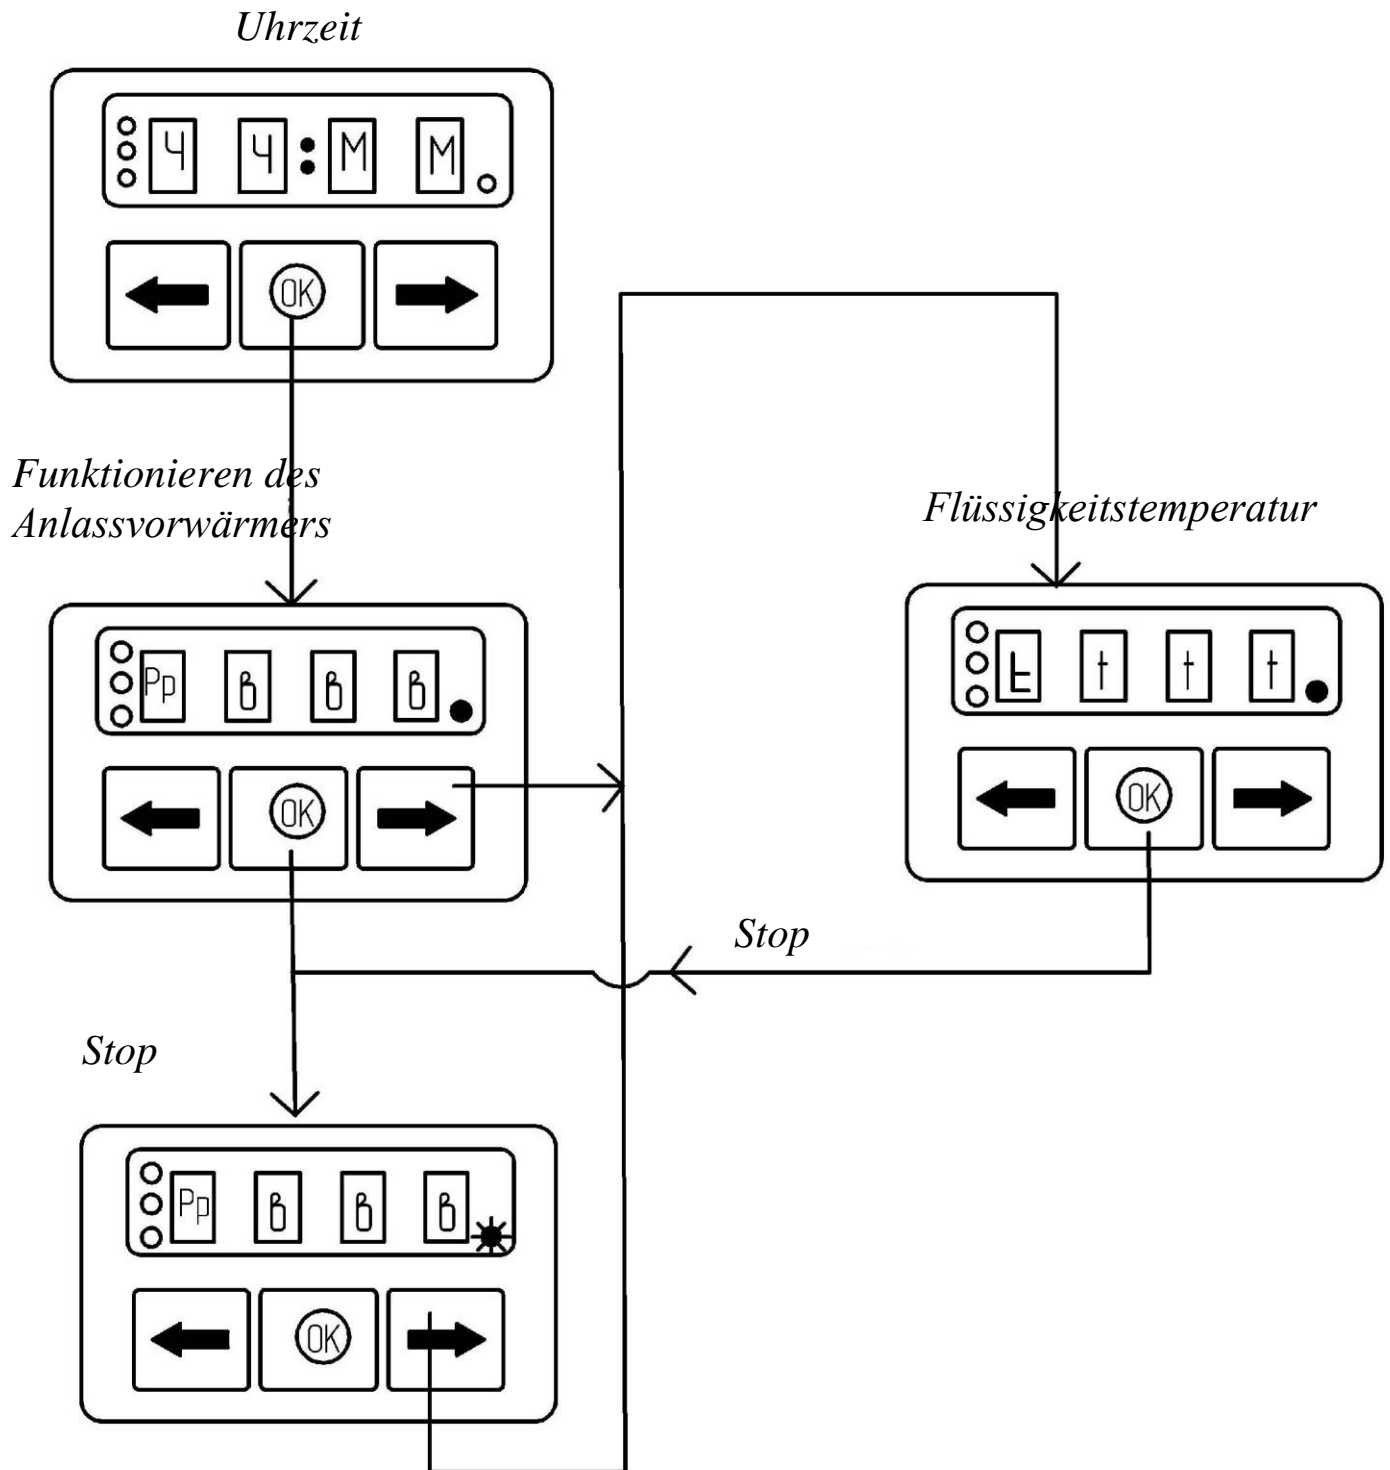 Uhrzeit
Ч Ч : М М
OK
Funktionieren des
Anlassvorwärmers
Flüssigkeitstemperatur
Pp в в в
OK
t t t t
OK
Stop
Stop
Pp в в в
OK